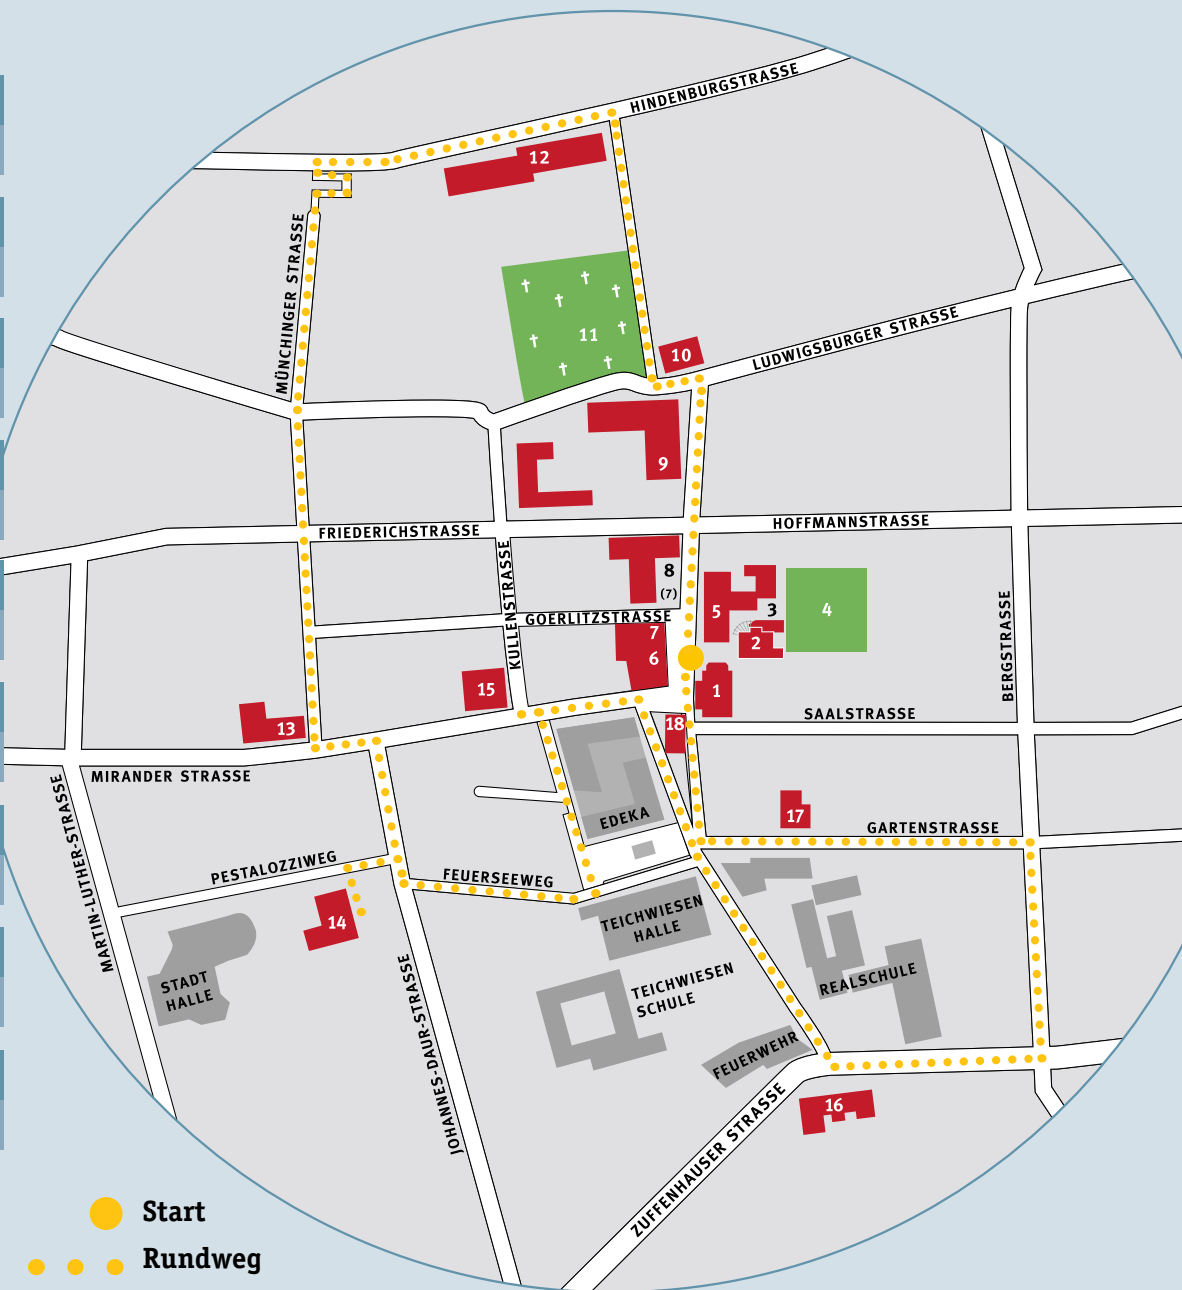 HINDENBURGSTRASSE
12
MÜNCHINGER STRASSE
11
10
LUDWIGSBURGER STRASSE
9
FRIEDERICHSTRASSE
HOFFMANNSTRASSE
KULLENSTRASSE
8
(7)
GOERLITZSTRASSE
7
6
5
3
4
2
BERGSTRASSE
15
1
13
18
SAALSTRASSE
MIRANDER STRASSE
MARTIN-LUTHER-STRASSE
EDEKA
17
GARTENSTRASSE
PESTALOZZIWEG
FEUERSEEWEG
14
TEICHWIESEN
HALLE
STADT
HALLE
JOHANNES-DAUR-STRASSE
TEICHWIESEN
SCHULE
REALSCHULE
FEUERWEHR
16
ZUFFENHAUSER STRASSE
Start
Rundweg